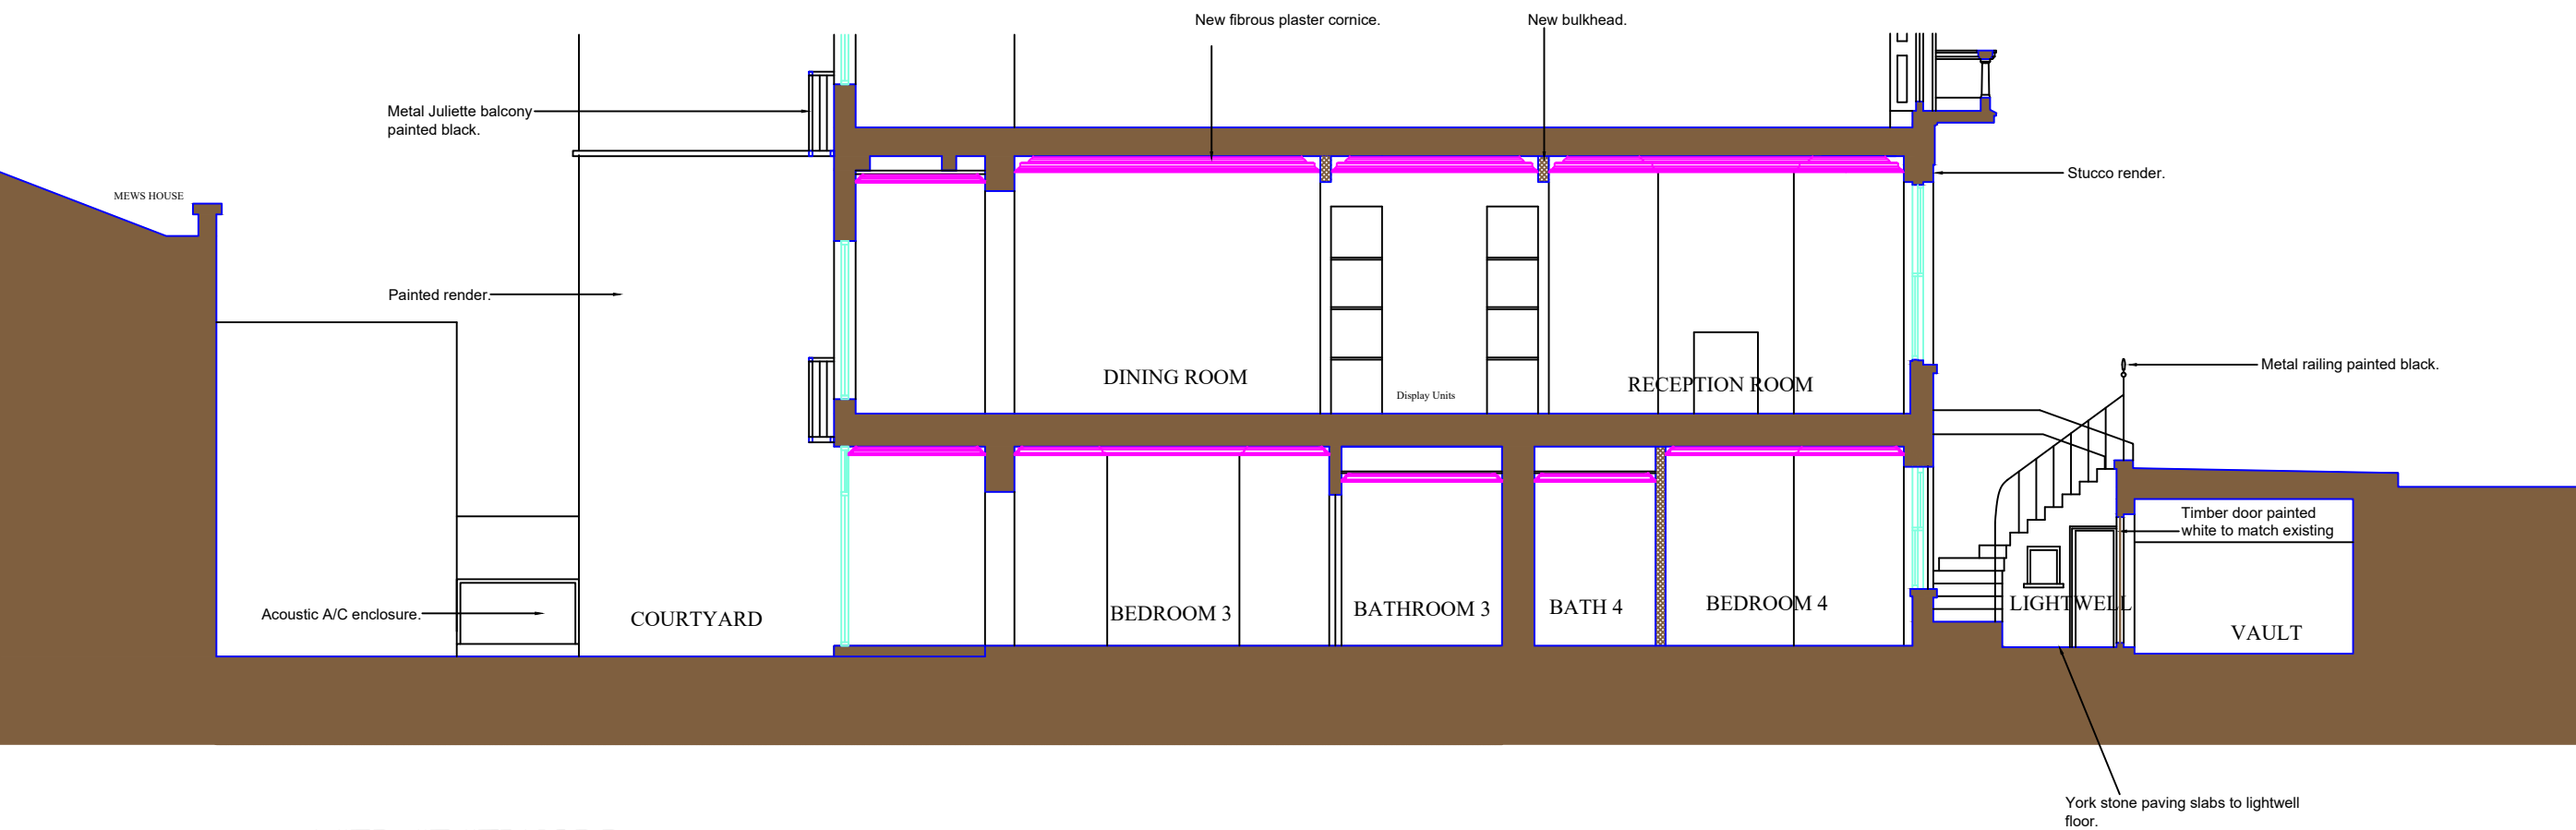 New fibrous plaster cornice.
New bulkhead.
Metal Juliette balcony
painted black.
Stucco render.
MEWS HOUSE
Painted render.
Metal railing painted black.
DINING ROOM
RECEPTION ROOM
Display Units
Timber door painted
white to match existing
Acoustic A/C enclosure.
COURTYARD
BEDROOM 3
BATHROOM 3
BATH 4
BEDROOM 4
LIGHTWELL
VAULT
York stone paving slabs to lightwell
floor.